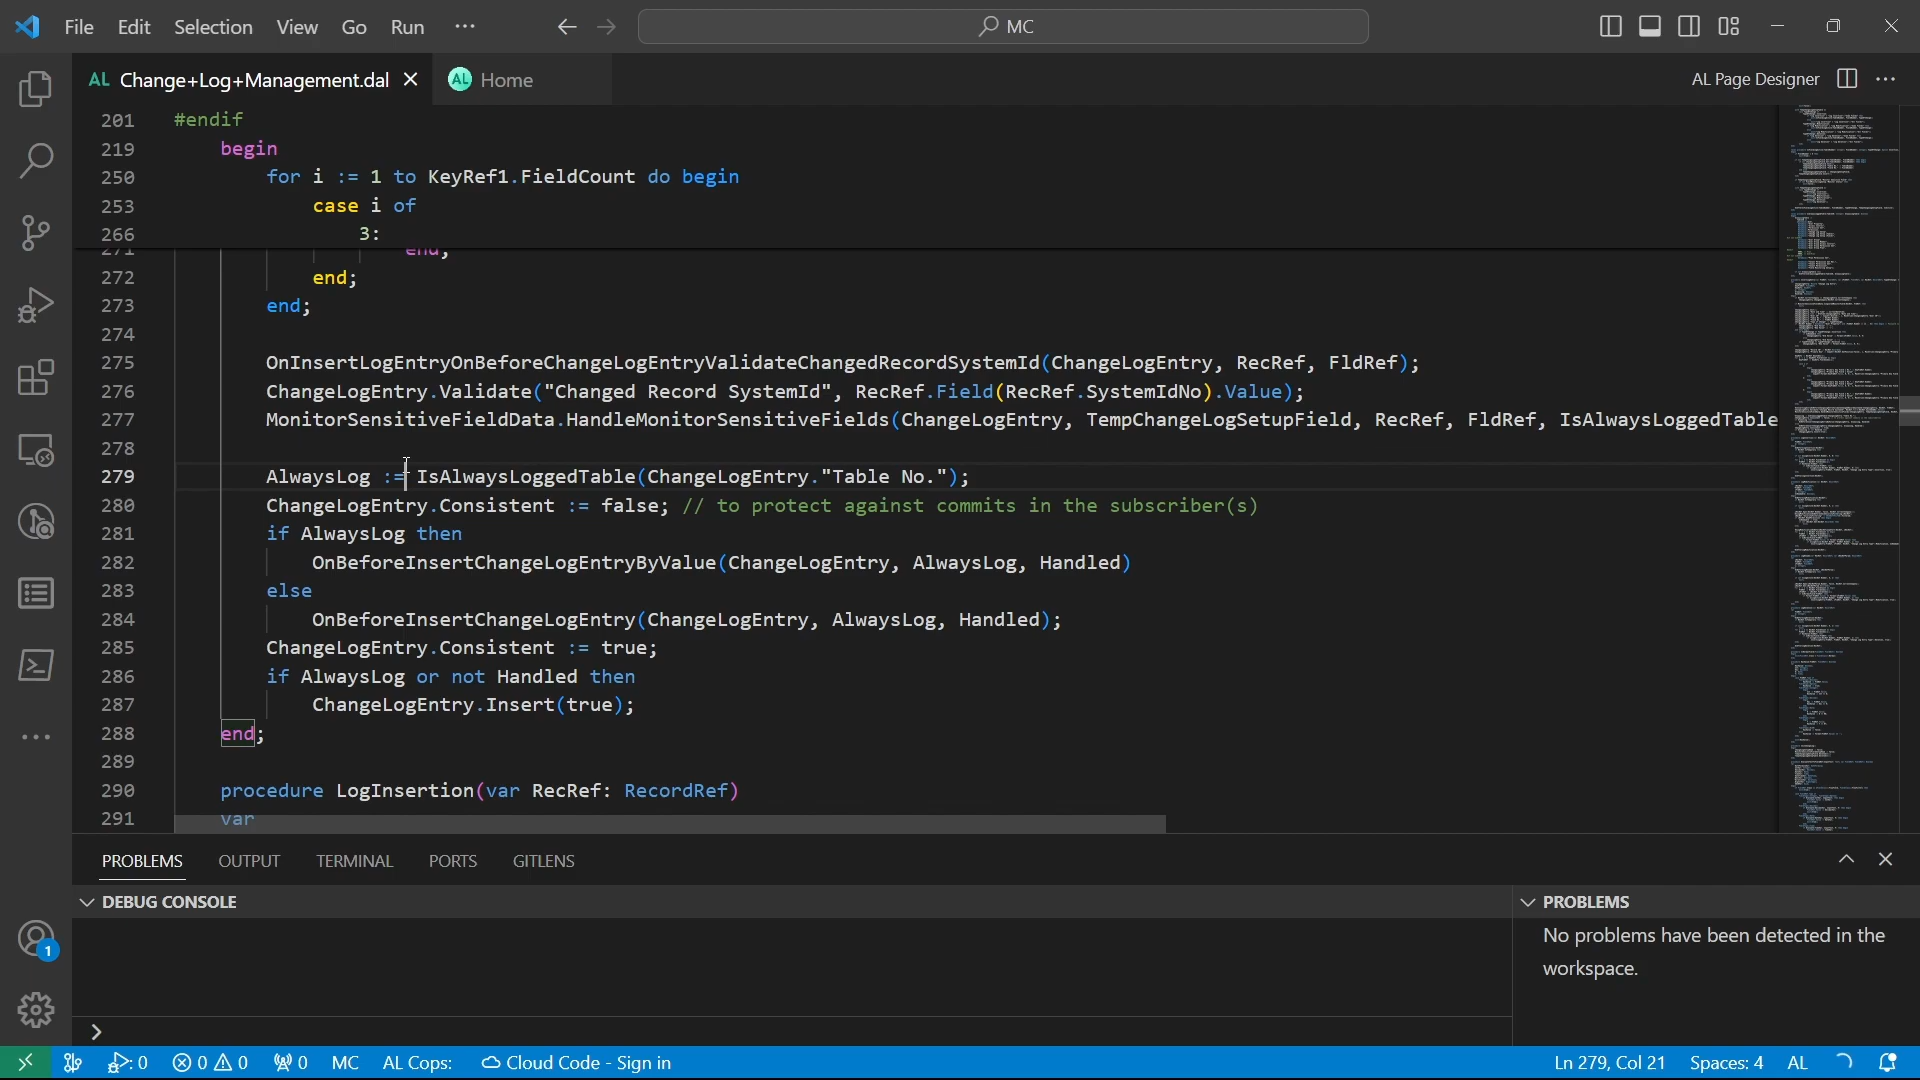 File Edit Selection View Go Run ··· MC
AL Change+Log+Management.dal AL Home AL Page Designer
201 #endif
219 begin
250 for i := 1 to KeyRef1.FieldCount do begin
253 case i of
266 3:
271 end;
272 end;
273 end;
274
275 OnInsertLogEntryOnBeforeChangeLogEntryValidateChangedRecordSystemId(ChangeLogEntry, RecRef, FldRef);
276 ChangeLogEntry.Validate("Changed Record SystemId", RecRef.Field(RecRef.SystemIdNo).Value);
277 MonitorSensitiveFieldData.HandleMonitorSensitiveFields(ChangeLogEntry, TempChangeLogSetupField, RecRef, FldRef, IsAlwaysLoggedTable
278
279 AlwaysLog := IsAlwaysLoggedTable(ChangeLogEntry."Table No.");
280 ChangeLogEntry.Consistent := false; // to protect against commits in the subscriber(s)
281 if AlwaysLog then
282 OnBeforeInsertChangeLogEntryByValue(ChangeLogEntry, AlwaysLog, Handled)
283 else
284 OnBeforeInsertChangeLogEntry(ChangeLogEntry, AlwaysLog, Handled);
285 ChangeLogEntry.Consistent := true;
286 if AlwaysLog or not Handled then
287 ChangeLogEntry.Insert(true);
288 end;
289
290 procedure LogInsertion(var RecRef: RecordRef)
291 var
PROBLEMS OUTPUT TERMINAL PORTS GITLENS
DEBUG CONSOLE
PROBLEMS
No problems have been detected in the
workspace.
1
0 0 0 0 MC AL Cops: Cloud Code - Sign in Ln 279, Col 21 Spaces: 4 AL